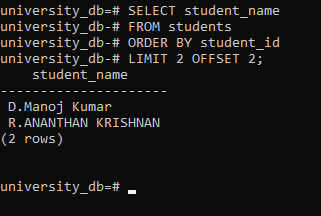 university_db=# SELECT student_name
university_db-# FROM students
university_db-# ORDER BY student_id
university_db-# LIMIT 2 OFFSET 2;
    student_name
---------------------
 D.Manoj Kumar
 R.ANANTHAN KRISHNAN
(2 rows)
university_db=#